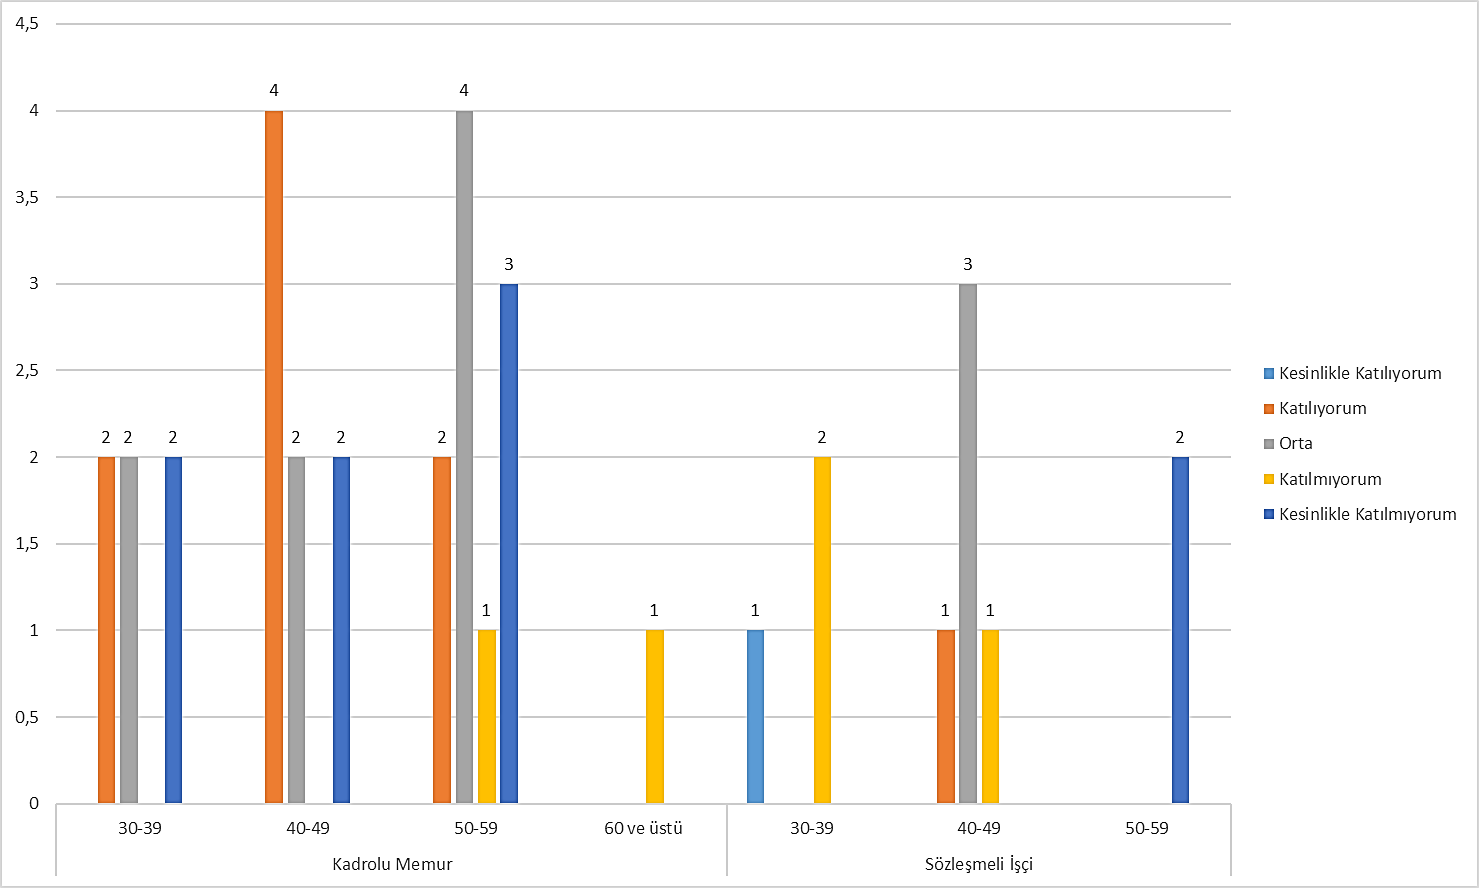 4,5
4
3,5
3
2,5
2
1,5
1
0,5
0
2 2 2
4 2 2
2 4 1 3
1
1 2
1 3 1
2
30-39 40-49 50-59 60 ve üstü 30-39 40-49 50-59
Kadrolu Memur Sözleşmeli İşçi
Kesinlikle Katılıyorum
Katılıyorum
Orta
Katılmıyorum
Kesinlikle Katılmıyorum